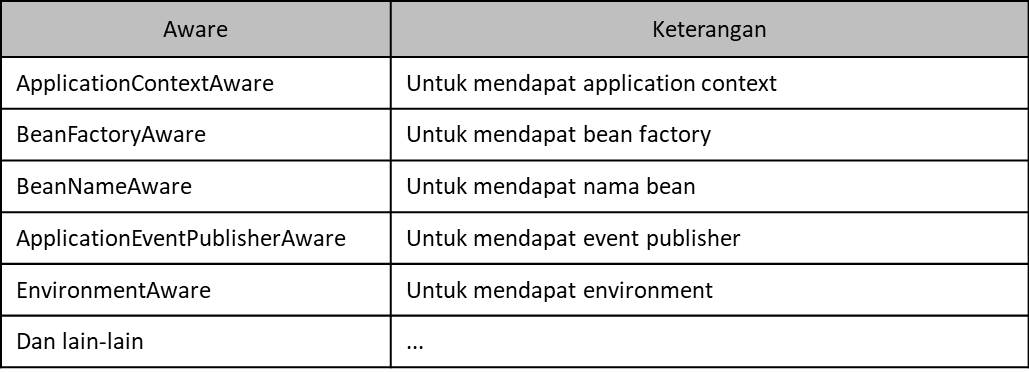 Aware Keterangan
ApplicationContextAware Untuk mendapat application context
BeanFactoryAware Untuk mendapat bean factory
BeanNameAware Untuk mendapat nama bean
ApplicationEventPublisherAware Untuk mendapat event publisher
EnvironmentAware Untuk mendapat environment
Dan lain-lain ...